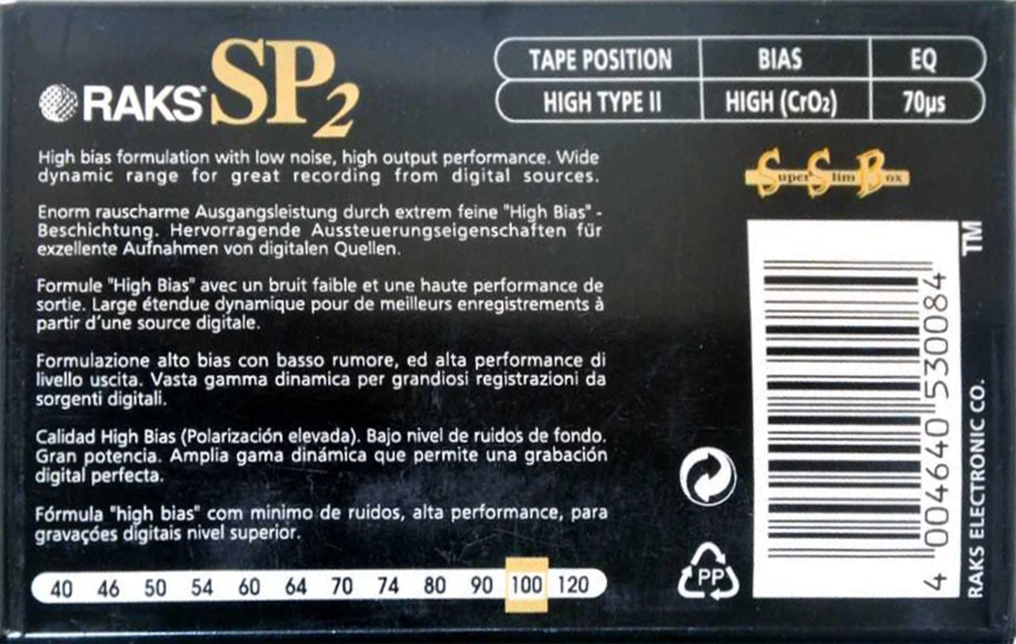 RAKS SP2
TAPE POSITION BIAS EQ
HIGH TYPE II HIGH (CrO2) 70µs
Super Slim Box
High bias formulation with low noise, high output performance. Wide
dynamic range for great recording from digital sources.
Enorm rauscharme Ausgangsleistung durch extrem feine "High Bias" -
Beschichtung. Hervorragende Aussteuerungseigenschaften für
exzellente Aufnahmen von digitalen Quellen.
Formule "High Bias" avec un bruit faible et une haute performance de
sortie. Large étendue dynamique pour de meilleurs enregistrements à
partir d'une source digitale.
Formulazione alto bias con basso rumore, ed alta performance di
livello uscita. Vasta gamma dinamica per grandiosi registrazioni da
sorgenti digitali.
Calidad High Bias (Polarización elevada). Bajo nivel de ruidos de fondo.
Gran potencia. Amplia gama dinámica que permite una grabación
digital perfecta.
Fórmula "high bias" com minimo de ruidos, alta performance, para
gravaçóes digitais nivel superior.
40 46 50 54 60 64 70 74 80 90 100 120
PP
4 004640 530084
RAKS ELECTRONIC CO.
TM